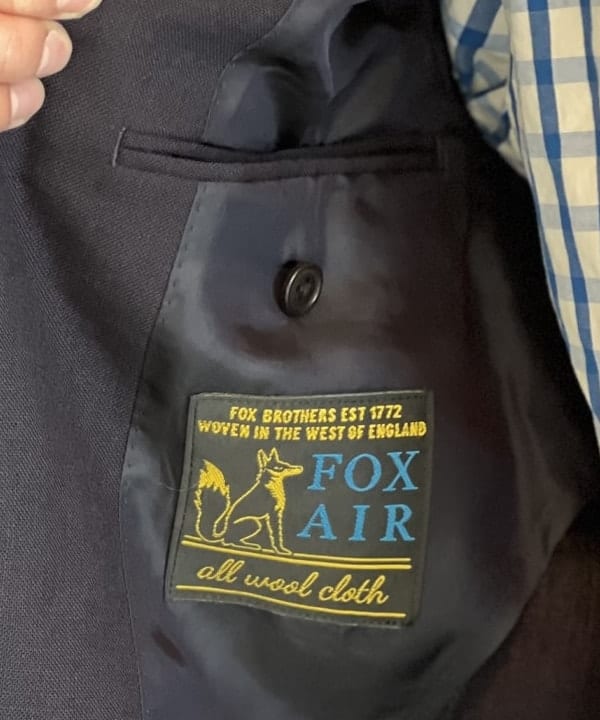 FOX BROTHERS EST 1772
WOVEN IN THE WEST OF ENGLAND
FOX
AIR
all wool cloth